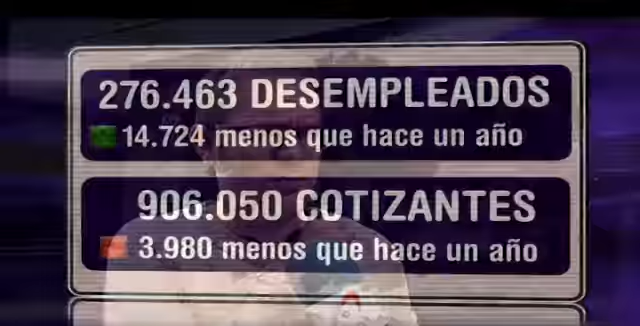 276.463 DESEMPLEADOS
14.724 menos que hace un año
906.050 COTIZANTES
3.980 menos que hace un año